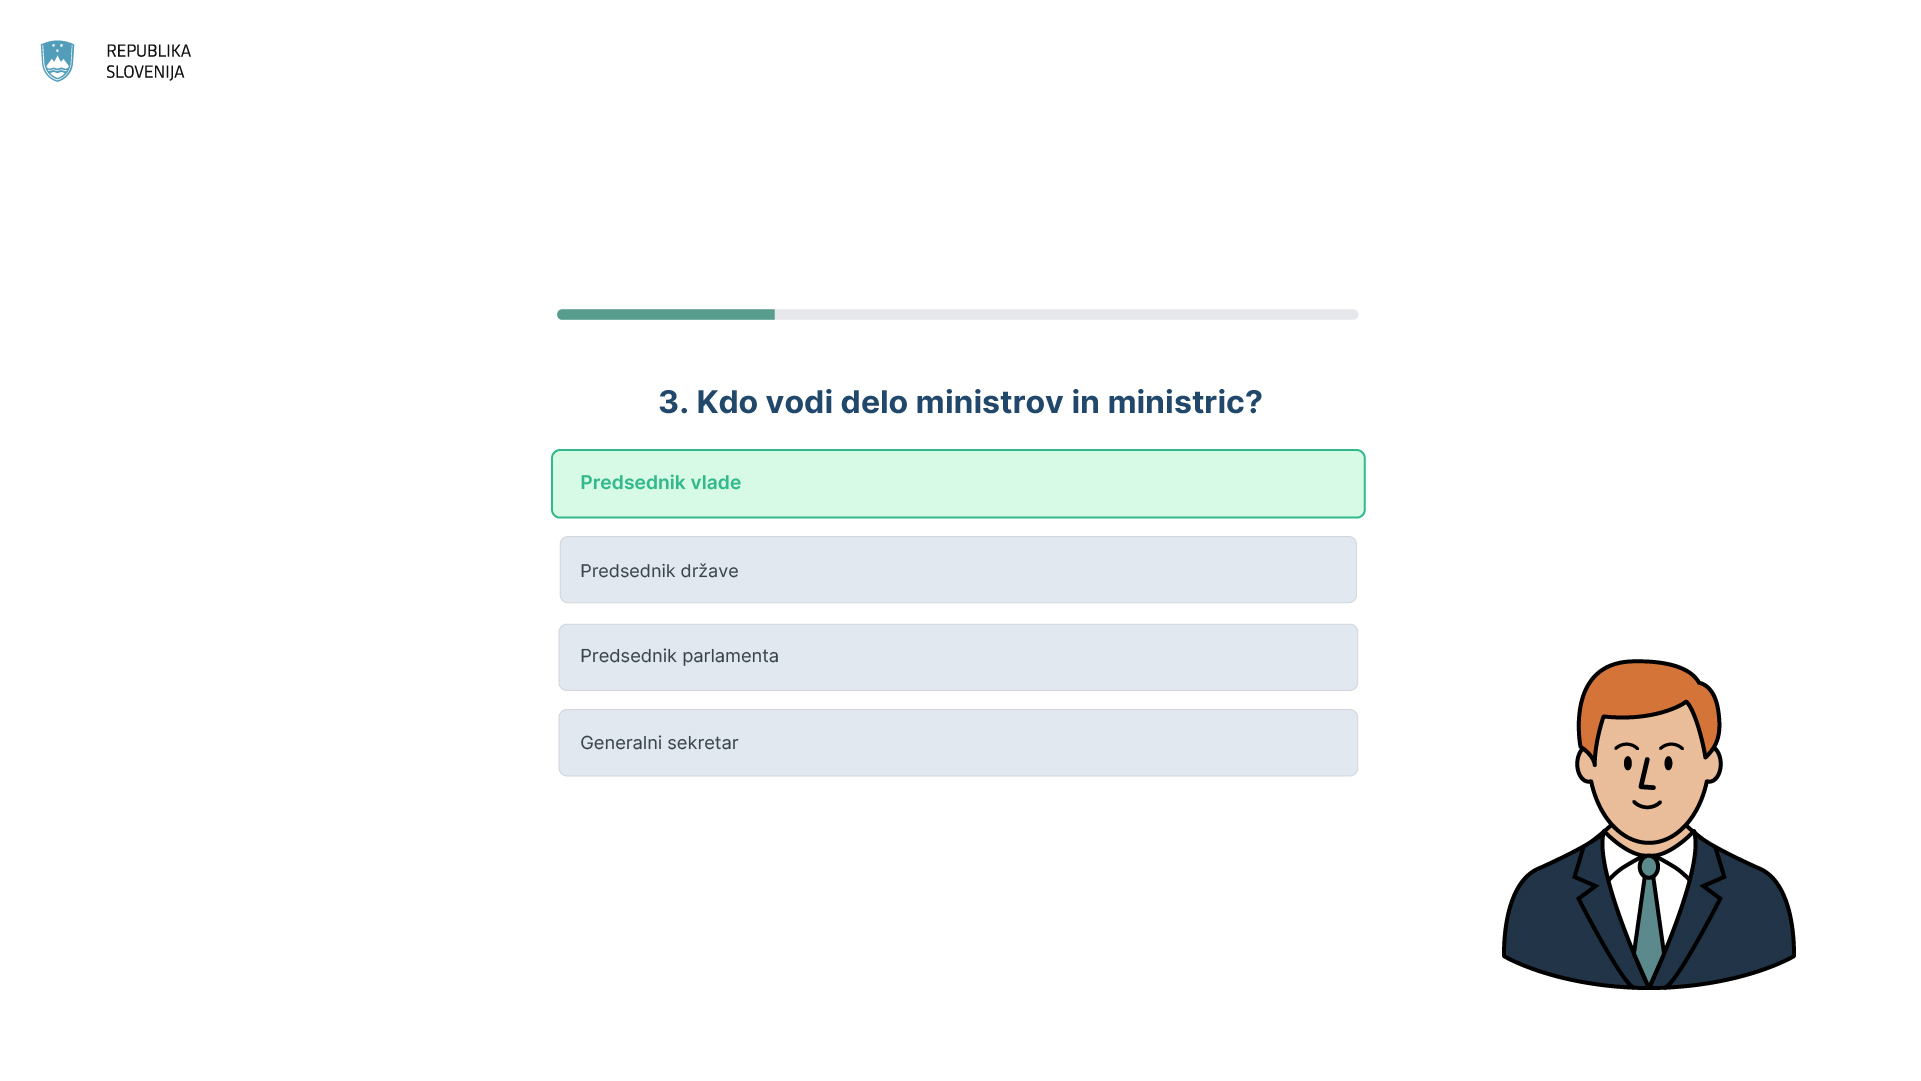 REPUBLIKA
SLOVENIJA
3. Kdo vodi delo ministrov in ministric?
Predsednik vlade
Predsednik države
Predsednik parlamenta
Generalni sekretar